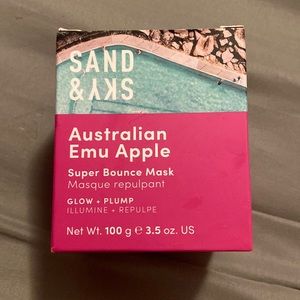 SAND
& SKY
Australian
Emu Apple
Super Bounce Mask
Masque repulpant
GLOW + PLUMP
ILLUMINE + REPULPE
Net Wt. 100 g e 3.5 oz. US